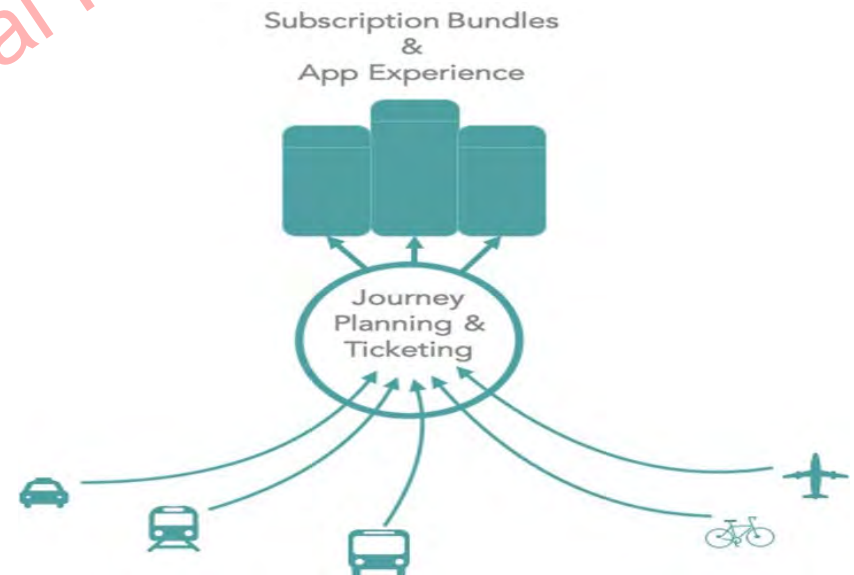 Subscription Bundles
&
App Experience
Journey
Planning &
Ticketing